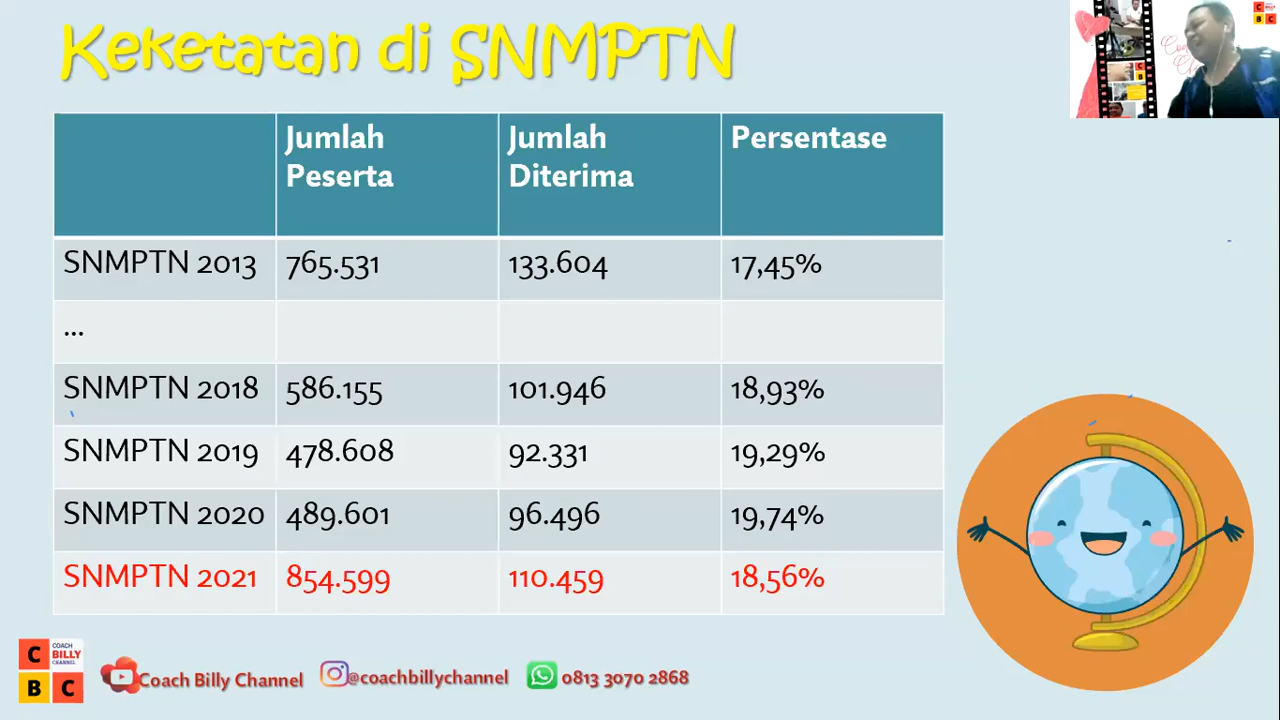 Keketatan di SNMPTN
Jumlah Peserta
Jumlah Diterima
Persentase
SNMPTN 2013 765.531 133.604 17,45%
...
SNMPTN 2018 586.155 101.946 18,93%
SNMPTN 2019 478.608 92.331 19,29%
SNMPTN 2020 489.601 96.496 19,74%
SNMPTN 2021 854.599 110.459 18,56%
C COACH BILLY CHANNEL
B C
Coach Billy Channel @coachbillychannel 0813 3070 2868
C
B C